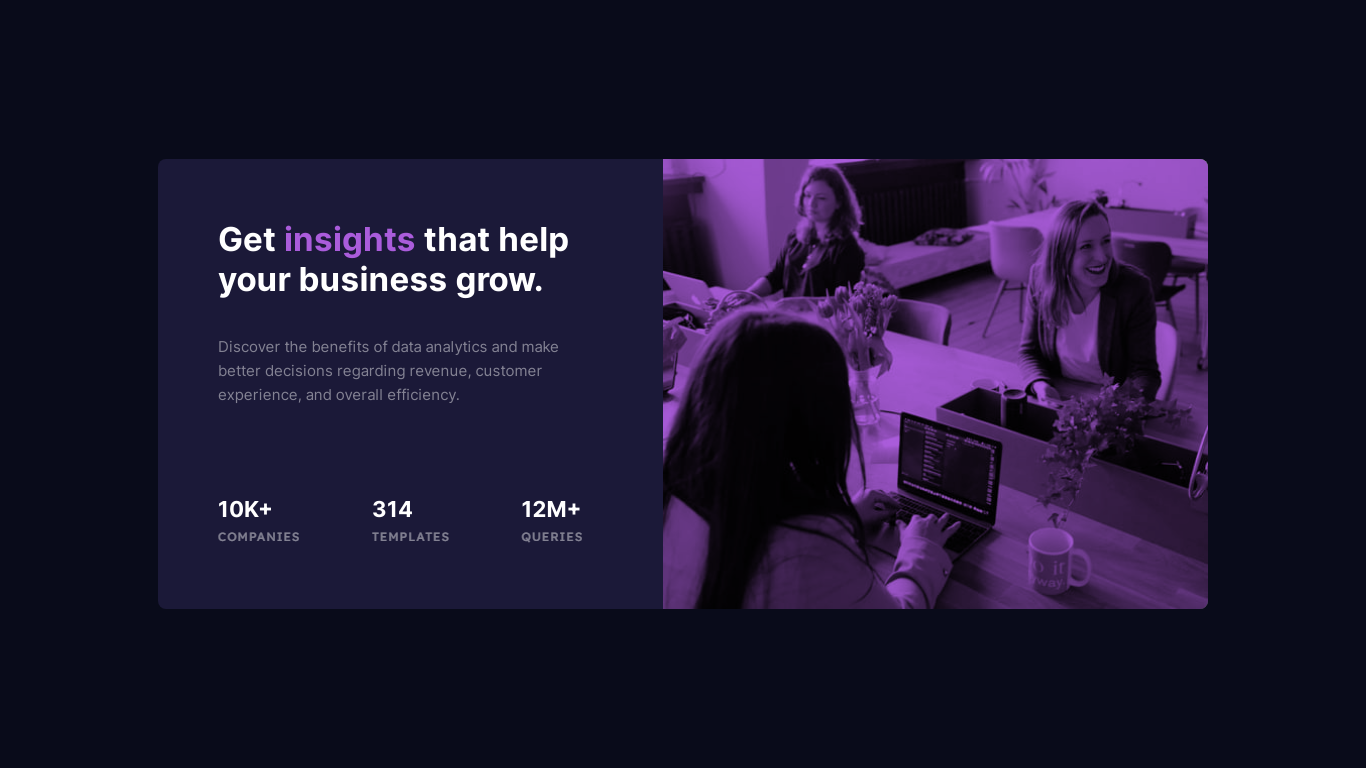 Get insights that help
your business grow.
Discover the benefits of data analytics and make
better decisions regarding revenue, customer
experience, and overall efficiency.
10K+ 314 12M+
COMPANIES TEMPLATES QUERIES